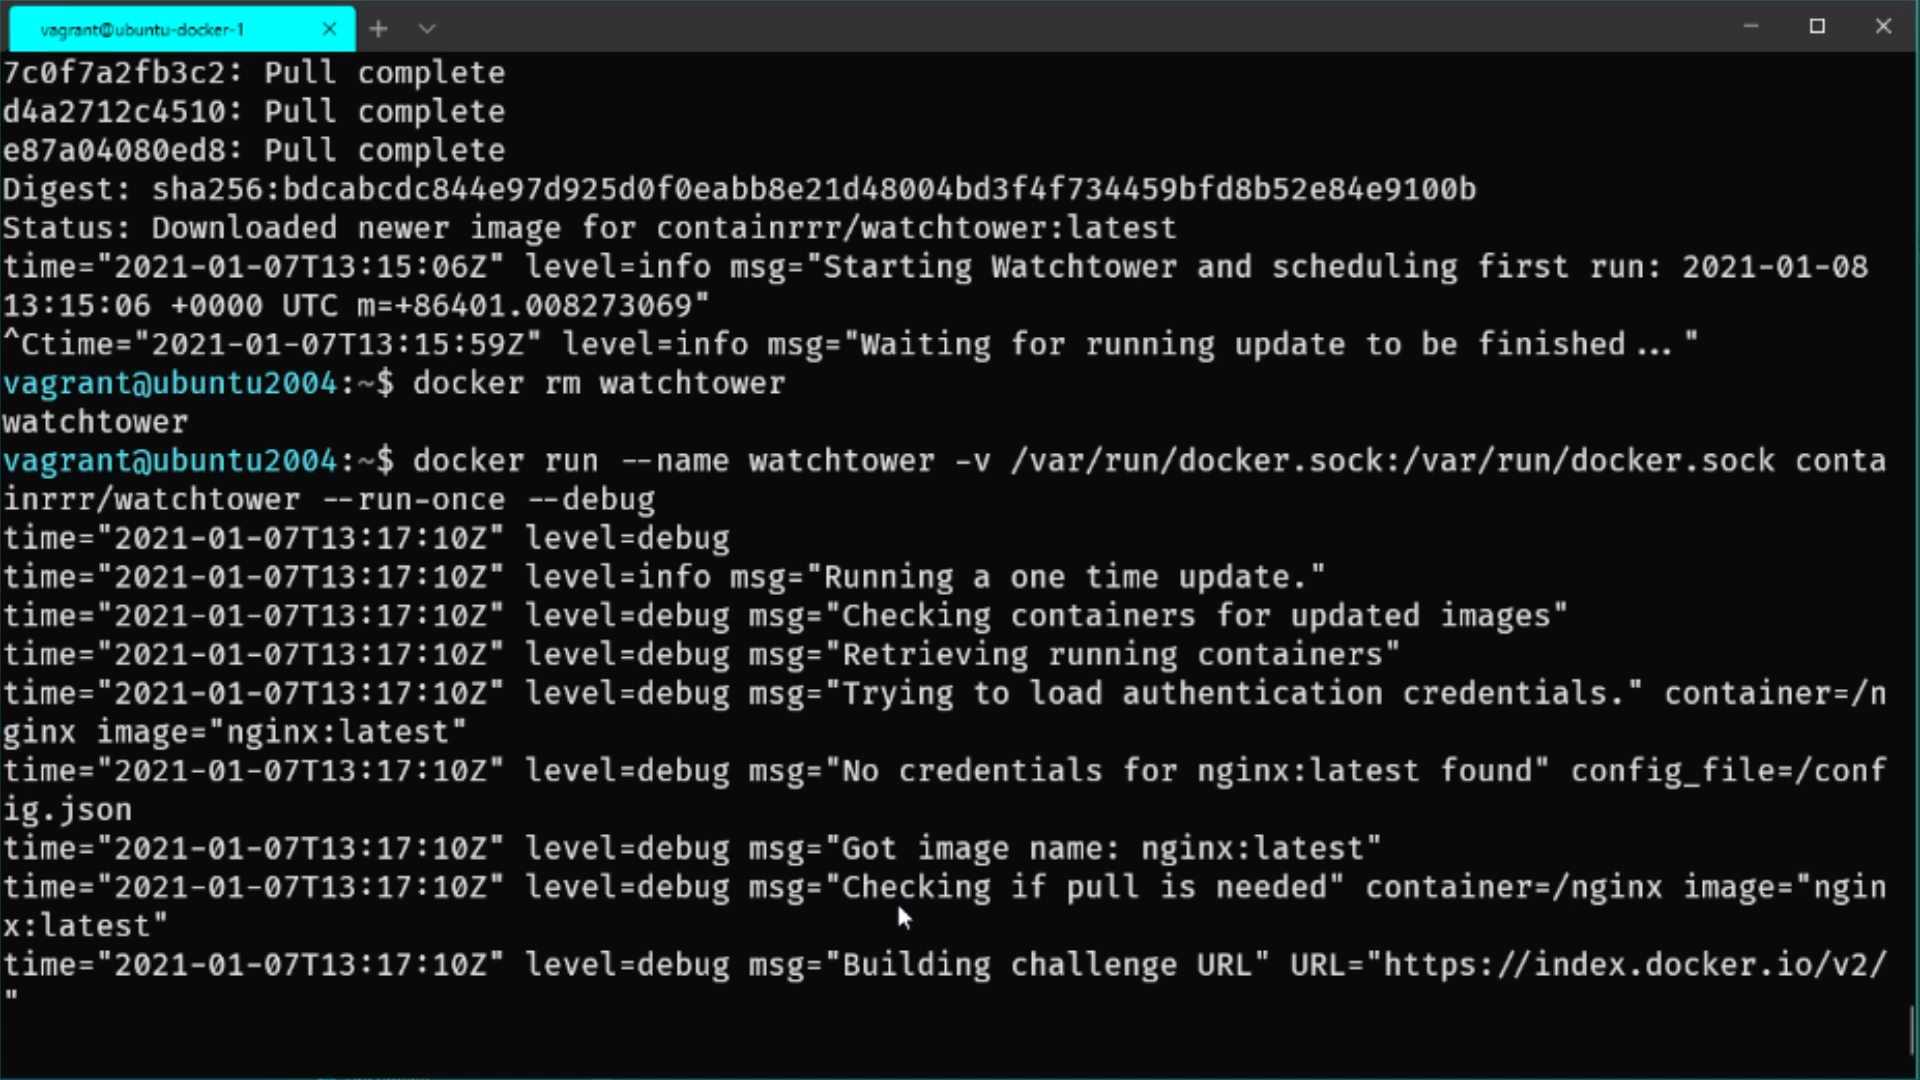 vagrant@ubuntu-docker-1
7c0f7a2fb3c2: Pull complete
d4a2712c4510: Pull complete
e87a04080ed8: Pull complete
Digest: sha256:bdcabcdc844e97d925d0f0eabb8e21d48004bd3f4f734459bfd8b52e84e9100b
Status: Downloaded newer image for containrrr/watchtower:latest
time="2021-01-07T13:15:06Z" level=info msg="Starting Watchtower and scheduling first run: 2021-01-08
13:15:06 +0000 UTC m=+86401.008273069"
^Ctime="2021-01-07T13:15:59Z" level=info msg="Waiting for running update to be finished..."
vagrant@ubuntu2004:~$ docker rm watchtower
watchtower
vagrant@ubuntu2004:~$ docker run --name watchtower -v /var/run/docker.sock:/var/run/docker.sock conta
inrrr/watchtower --run-once --debug
time="2021-01-07T13:17:10Z" level=debug
time="2021-01-07T13:17:10Z" level=info msg="Running a one time update."
time="2021-01-07T13:17:10Z" level=debug msg="Checking containers for updated images"
time="2021-01-07T13:17:10Z" level=debug msg="Retrieving running containers"
time="2021-01-07T13:17:10Z" level=debug msg="Trying to load authentication credentials." container=/n
ginx image="nginx:latest"
time="2021-01-07T13:17:10Z" level=debug msg="No credentials for nginx:latest found" config_file=/conf
ig.json
time="2021-01-07T13:17:10Z" level=debug msg="Got image name: nginx:latest"
time="2021-01-07T13:17:10Z" level=debug msg="Checking if pull is needed" container=/nginx image="ngin
x:latest"
time="2021-01-07T13:17:10Z" level=debug msg="Building challenge URL" URL="https://index.docker.io/v2/
"